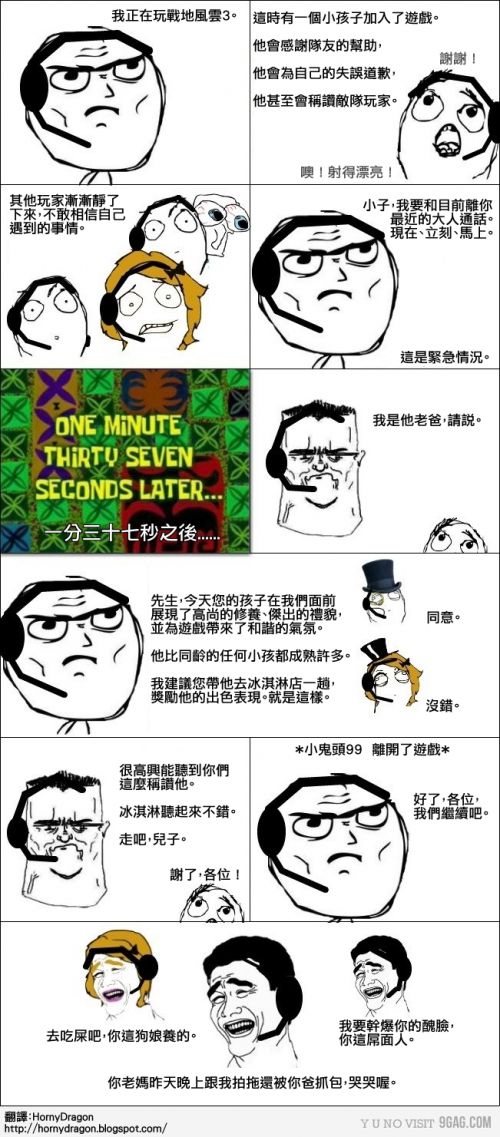 我正在玩戰地風雲3。
這時有一個小孩子加入了遊戲。
他會感謝隊友的幫助,
他會為自己的失誤道歉,
他甚至會稱讚敵隊玩家。
謝謝！
噢！射得漂亮！
其他玩家漸漸靜了
下來,不敢相信自己
遇到的事情。
小子,我要和目前離你
最近的大人通話。
現在、立刻、馬上。
這是緊急情況。
ONE MINUTE
THIRTY SEVEN
SECONDS LATER...
一分三十七秒之後......
我是他老爸,請說。
先生,今天您的孩子在我們面前
展現了高尚的修養、傑出的禮貌,
並為遊戲帶來了和諧的氣氛。
他比同齡的任何小孩都成熟許多。
我建議您帶他去冰淇淋店一趟,
獎勵他的出色表現。就是這樣。
同意。
沒錯。
很高興能聽到你們
這麼稱讚他。
冰淇淋聽起來不錯。
走吧,兒子。
謝了,各位！
*小鬼頭99 離開了遊戲*
好了,各位,
我們繼續吧。
去吃屎吧,你這狗娘養的。
我要幹爆你的醜臉,
你這屌面人。
你老媽昨天晚上跟我拍拖還被你爸抓包,哭哭喔。
翻譯:HornyDragon
http://hornydragon.blogspot.com/
Y U NO VISIT 9GAG.COM